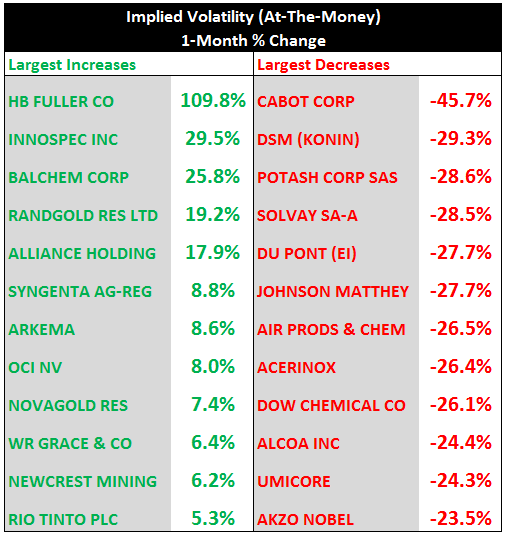 Implied Volatility (At-The-Money)
1-Month % Change
Largest Increases Largest Decreases
HB FULLER CO 109.8% CABOT CORP -45.7%
INNOSPEC INC 29.5% DSM (KONIN) -29.3%
BALCHEM CORP 25.8% POTASH CORP SAS -28.6%
RANDGOLD RES LTD 19.2% SOLVAY SA-A -28.5%
ALLIANCE HOLDING 17.9% DU PONT (EI) -27.7%
SYNGENTA AG-REG 8.8% JOHNSON MATTHEY -27.7%
ARKEMA 8.6% AIR PRODS & CHEM -26.5%
OCI NV 8.0% ACERINOX -26.4%
NOVAGOLD RES 7.4% DOW CHEMICAL CO -26.1%
WR GRACE & CO 6.4% ALCOA INC -24.4%
NEWCREST MINING 6.2% UMICORE -24.3%
RIO TINTO PLC 5.3% AKZO NOBEL -23.5%